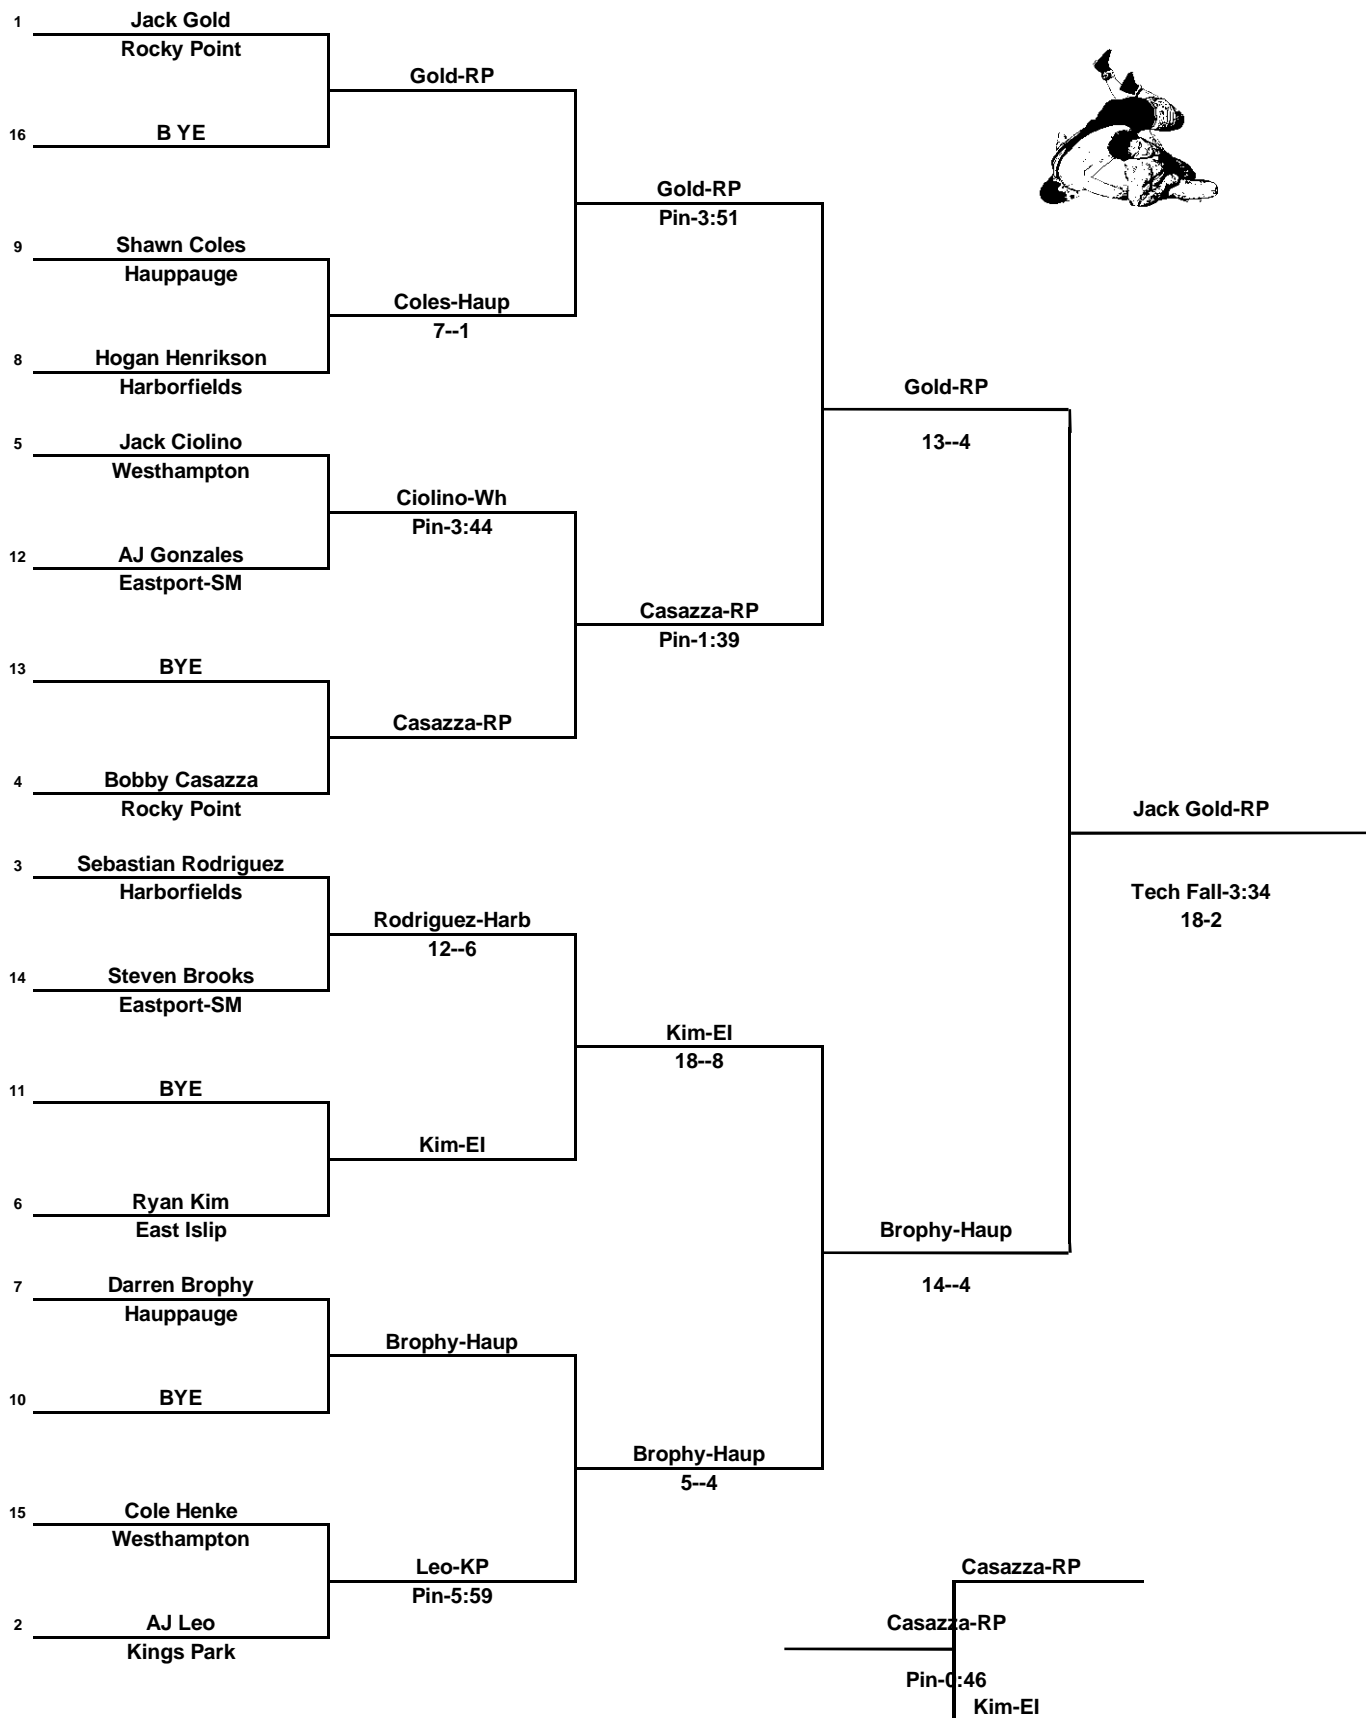 1 Jack Gold
Rocky Point
Gold-RP
16 B YE
Gold-RP
Pin-3:51
9 Shawn Coles
Hauppauge
Coles-Haup
7--1
8 Hogan Henrikson
Harborfields
Gold-RP
13--4
5 Jack Ciolino
Westhampton
Ciolino-Wh
Pin-3:44
12 AJ Gonzales
Eastport-SM
Casazza-RP
Pin-1:39
13 BYE
Casazza-RP
4 Bobby Casazza
Rocky Point
Jack Gold-RP
Tech Fall-3:34
18-2
3 Sebastian Rodriguez
Harborfields
Rodriguez-Harb
12--6
14 Steven Brooks
Eastport-SM
Kim-EI
18--8
11 BYE
Kim-EI
6 Ryan Kim
East Islip
Brophy-Haup
14--4
7 Darren Brophy
Hauppauge
Brophy-Haup
10 BYE
Brophy-Haup
5--4
15 Cole Henke
Westhampton
Leo-KP
Pin-5:59
2 AJ Leo
Kings Park
Casazza-RP
Casazza-RP
Pin-0:46
Kim-EI